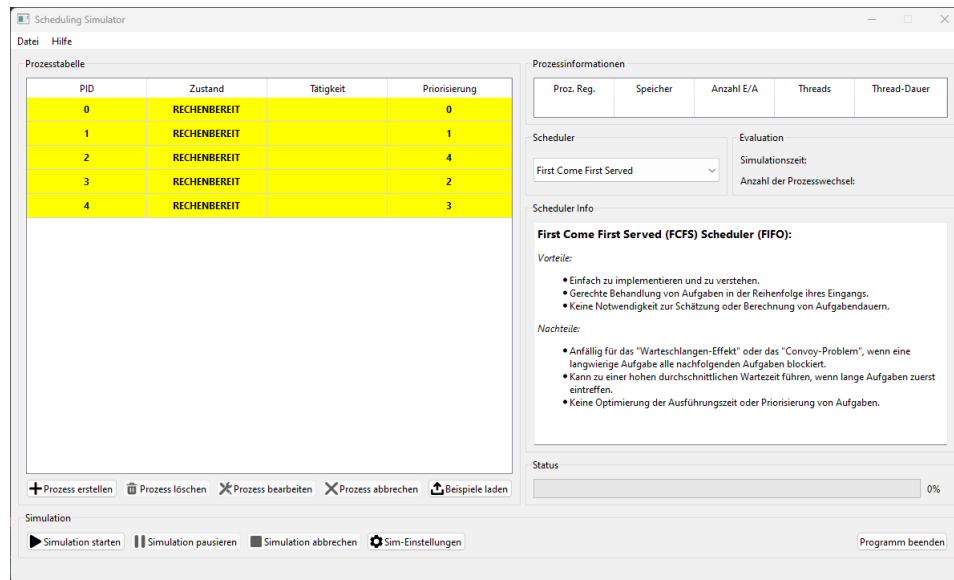 Scheduling Simulator
Datei Hilfe
Prozesstabelle
PID Zustand Tätigkeit Priorisierung
0 RECHENBEREIT 0
1 RECHENBEREIT 1
2 RECHENBEREIT 4
3 RECHENBEREIT 2
4 RECHENBEREIT 3
Prozess erstellen Prozess löschen Prozess bearbeiten Prozess abbrechen Beispiele laden
Prozessinformationen
Proz. Reg. Speicher Anzahl E/A Threads Thread-Dauer
Scheduler
First Come First Served
Evaluation
Simulationszeit:
Anzahl der Prozesswechsel:
Scheduler Info
First Come First Served (FCFS) Scheduler (FIFO):
Vorteile:
• Einfach zu implementieren und zu verstehen.
• Gerechte Behandlung von Aufgaben in der Reihenfolge ihres Eingangs.
• Keine Notwendigkeit zur Schätzung oder Berechnung von Aufgabendauern.
Nachteile:
• Anfällig für das "Warteschlangen-Effekt" oder das "Convoy-Problem", wenn eine
langwierige Aufgabe alle nachfolgenden Aufgaben blockiert.
• Kann zu einer hohen durchschnittlichen Wartezeit führen, wenn lange Aufgaben zuerst
eintreffen.
• Keine Optimierung der Ausführungszeit oder Priorisierung von Aufgaben.
Status
0%
Simulation
Simulation starten Simulation pausieren Simulation abbrechen Sim-Einstellungen Programm beenden